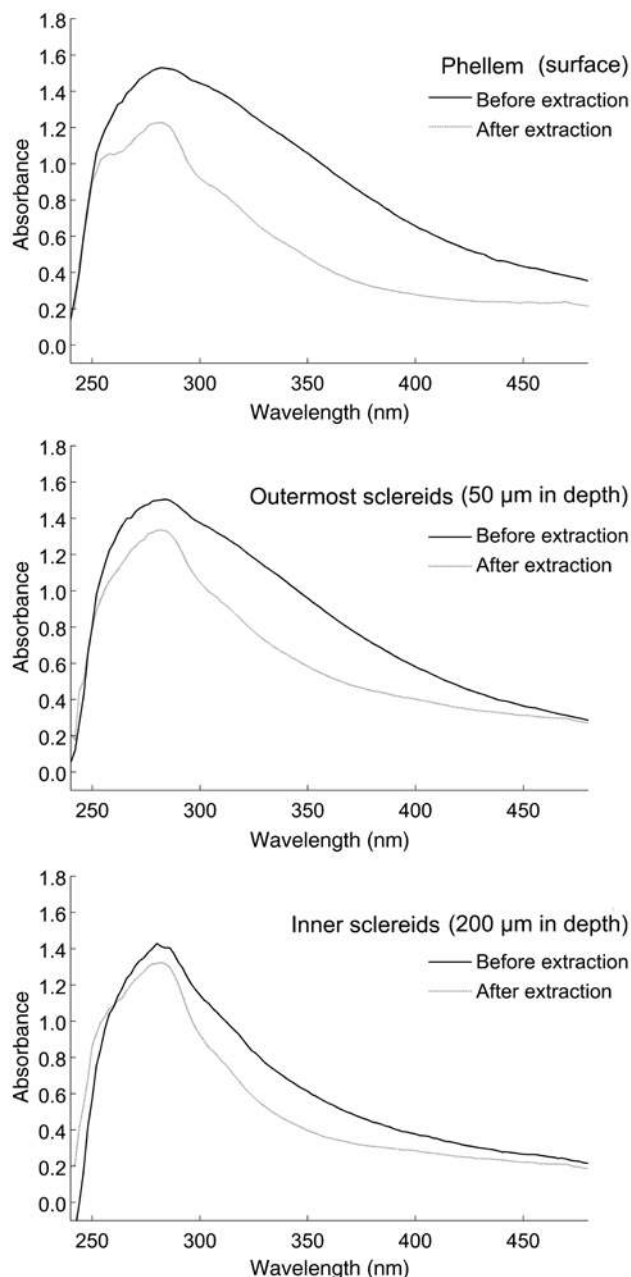 1.8
Phellem (surface)
1.6
Before extraction
1.4
After extraction
1.2
1.0
0.8
0.6
0.4
0.2
0.0
Absorbance
250 300 350 400 450
Wavelength (nm)
1.8
1.6
Outermost sclereids (50 µm in depth)
1.4
Before extraction
1.2
After extraction
1.0
0.8
0.6
0.4
0.2
0.0
Absorbance
250 300 350 400 450
Wavelength (nm)
1.8
1.6
Inner sclereids (200 µm in depth)
1.4
Before extraction
1.2
After extraction
1.0
0.8
0.6
0.4
0.2
0.0
Absorbance
250 300 350 400 450
Wavelength (nm)